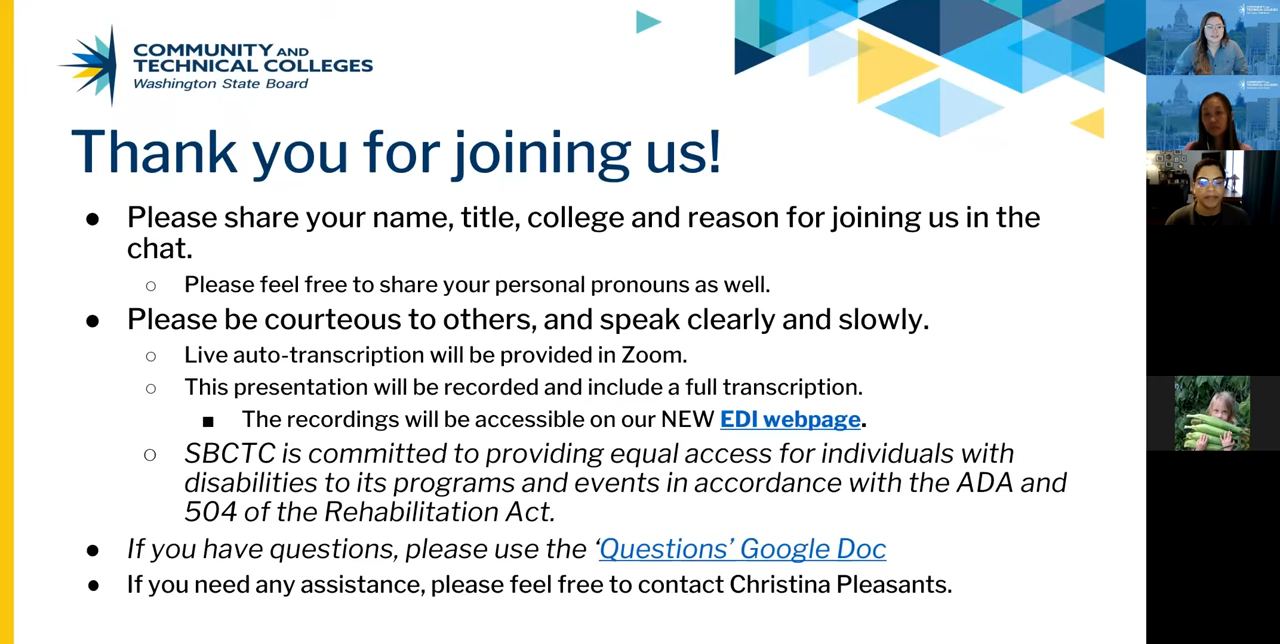 COMMUNITY AND
TECHNICAL COLLEGES
Washington State Board
Thank you for joining us!
● Please share your name, title, college and reason for joining us in the
chat.
○ Please feel free to share your personal pronouns as well.
● Please be courteous to others, and speak clearly and slowly.
○ Live auto-transcription will be provided in Zoom.
○ This presentation will be recorded and include a full transcription.
■ The recordings will be accessible on our NEW EDI webpage.
○ SBCTC is committed to providing equal access for individuals with
disabilities to its programs and events in accordance with the ADA and
504 of the Rehabilitation Act.
● If you have questions, please use the ‘Questions’ Google Doc
● If you need any assistance, please feel free to contact Christina Pleasants.